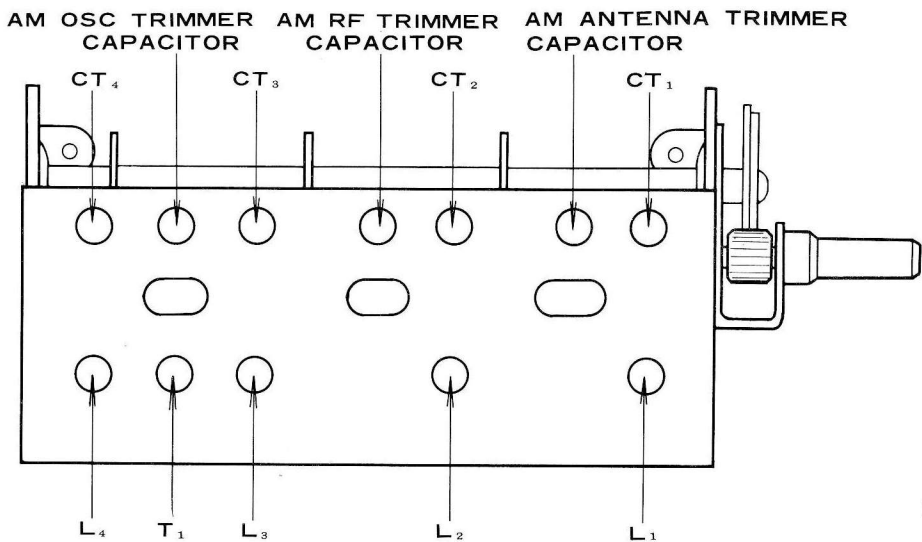 AM OSC TRIMMER
CAPACITOR
AM RF TRIMMER
CAPACITOR
AM ANTENNA TRIMMER
CAPACITOR
CT₄
CT₃
CT₂
CT₁
L₄
T₁
L₃
L₂
L₁